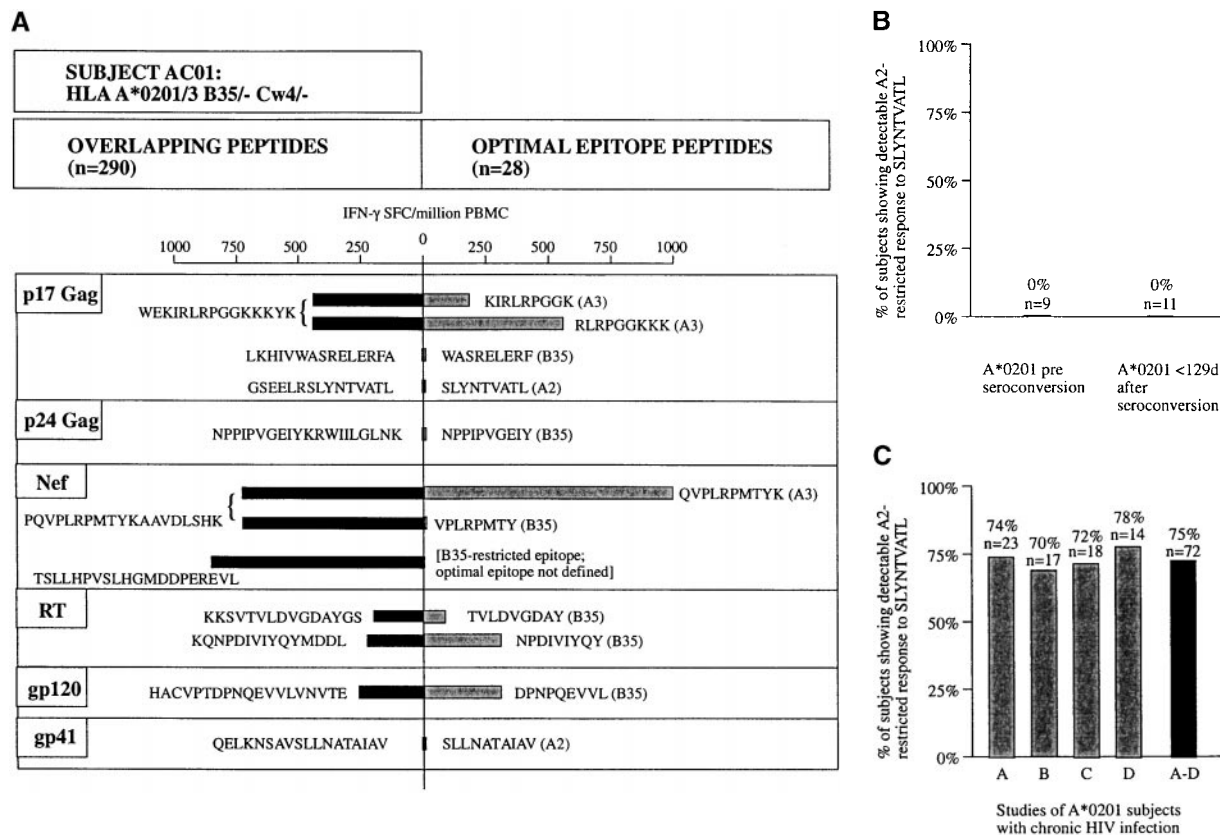 A
SUBJECT AC01:
HLA A*0201/3 B35/- Cw4/-
OVERLAPPING PEPTIDES
(n=290)
OPTIMAL EPITOPE PEPTIDES
(n=28)
IFN-γ SFC/million PBMC
1000 750 500 250 0 250 500 1000
p17 Gag
WEKIRLRPGGKKKYK {
KIRLRPGGK (A3)
RLRPGGKKK (A3)
LKHIVWASRELERFA
WASRELERF (B35)
GSEELRSLYNTVATL
SLYNTVATL (A2)
p24 Gag
NPPIPVGEIYKRWIILGLNK
NPPIPVGEIY (B35)
Nef
PQVPLRPMTYKAAVDLSHK {
QVPLRPMTYK (A3)
VPLRPMTY (B35)
TSLLHPVSLHGMDDPEREVL
[B35-restricted epitope;
optimal epitope not defined]
RT
KKSVTVLDVGDAYGS
TVLDVGDAY (B35)
KQNPDIVIYQYMDDL
NPDIVIYQY (B35)
gp120
HACVPTDPNQEVVLVNVTE
DPNPQEVVL (B35)
gp41
QELKNSAVSLLNATAIAV
SLLNATAIAV (A2)
B
% of subjects showing detectable A2-
restricted response to SLYNTVATL
100%
75%
50%
25%
0%
0%
n=9
0%
n=11
A*0201 pre
seroconversion
A*0201 <129d
after
seroconversion
C
% of subjects showing detectable A2-
restricted response to SLYNTVATL
100%
75%
50%
25%
0%
74%
n=23
70%
n=17
72%
n=18
78%
n=14
75%
n=72
A B C D A-D
Studies of A*0201 subjects
with chronic HIV infection